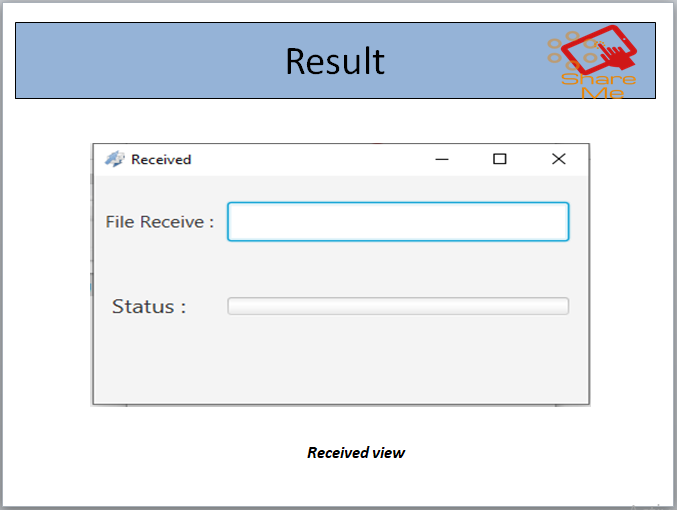 Result
Share
Me
Received
File Receive :
Status :
Received view